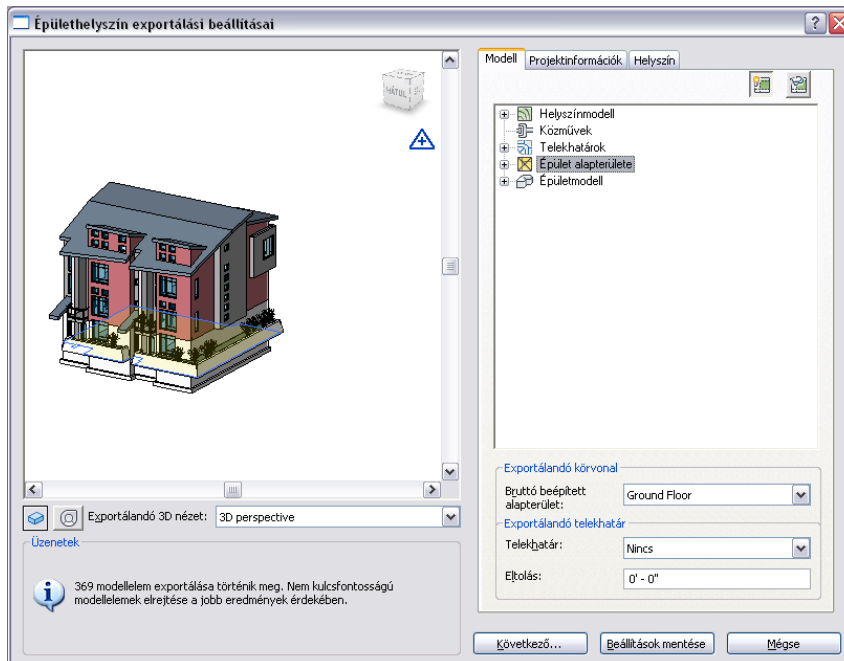 Épülethelyszín exportálási beállításai
HÁTUL
Exportálandó 3D nézet:
3D perspective
Üzenetek
369 modellelem exportálása történik meg. Nem kulcsfontosságú
modellelemek elrejtése a jobb eredmények érdekében.
Modell
Projektinformációk
Helyszín
Helyszínmodell
Közművek
Telekhatárok
Épület alapterülete
Épületmodell
Exportálandó körvonal
Bruttó beépített
alapterület:
Ground Floor
Exportálandó telekhatár
Telekhatár:
Nincs
Eltolás:
0' - 0"
Következő...
Beállítások mentése
Mégse